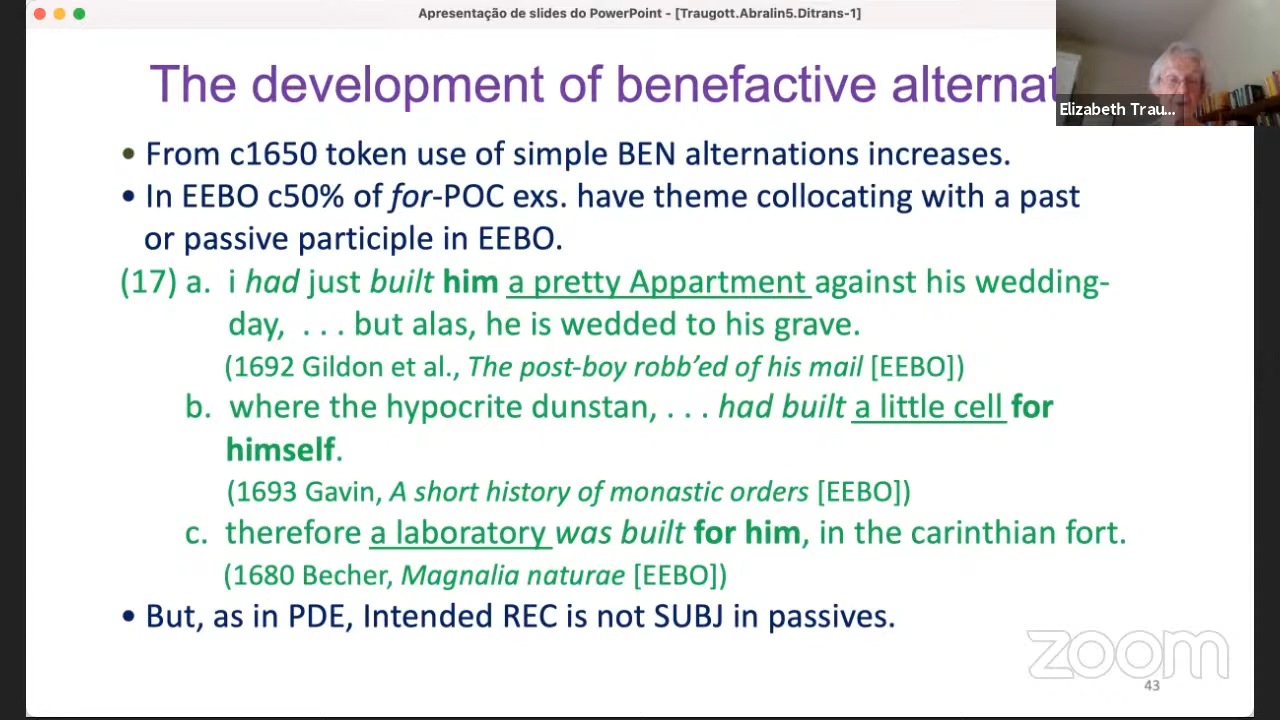 Apresentação de slides do PowerPoint - [Traugott.Abralin5.Ditrans-1]
The development of benefactive alternat
Elizabeth Trau...
• From c1650 token use of simple BEN alternations increases.
• In EEBO c50% of for-POC exs. have theme collocating with a past
or passive participle in EEBO.
(17) a. i had just built him a pretty Appartment against his wedding-
day, . . . but alas, he is wedded to his grave.
(1692 Gildon et al., The post-boy robb’ed of his mail [EEBO])
b. where the hypocrite dunstan, . . . had built a little cell for
himself.
(1693 Gavin, A short history of monastic orders [EEBO])
c. therefore a laboratory was built for him, in the carinthian fort.
(1680 Becher, Magnalia naturae [EEBO])
• But, as in PDE, Intended REC is not SUBJ in passives.
zoom
43